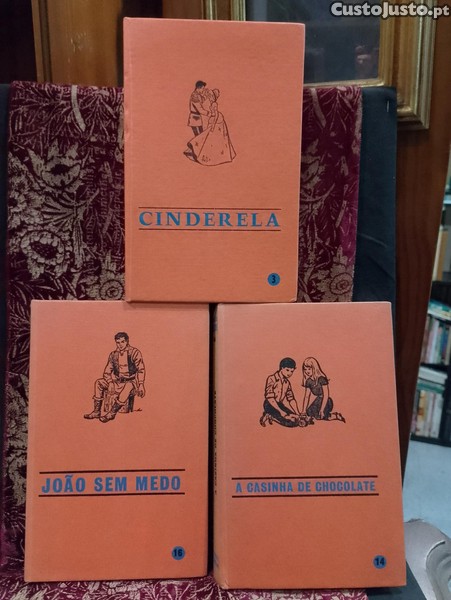 CustoJusto.pt
CINDERELA
3
JOÃO SEM MEDO
16
A CASINHA DE CHOCOLATE
14